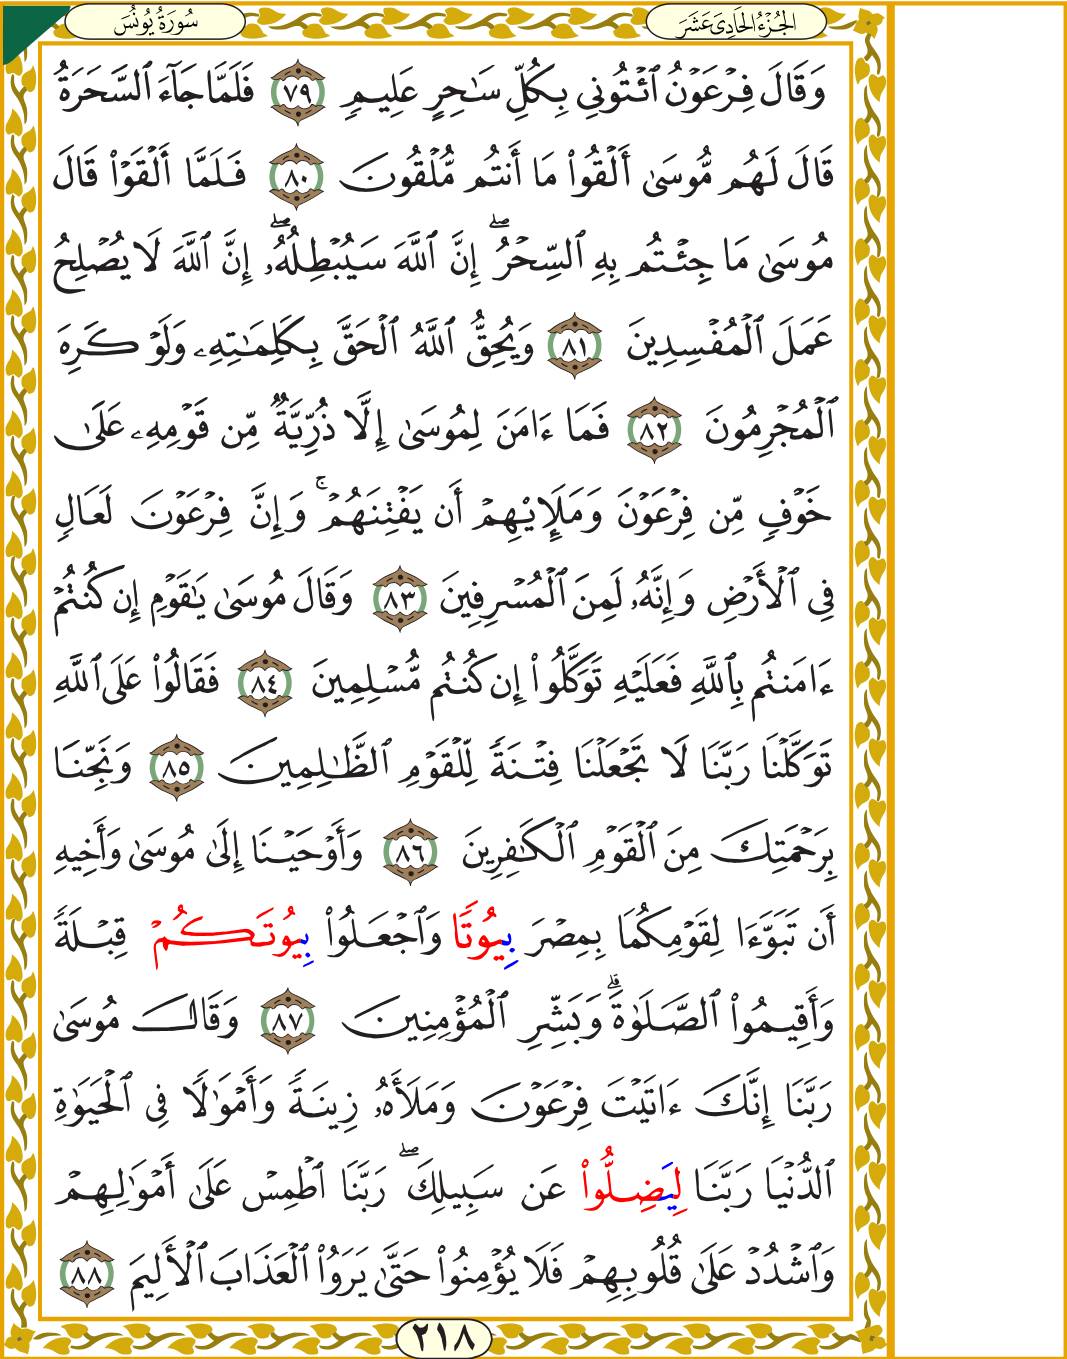 سُورَةُ يُونُسَ
الجُزْءُ الحَادِى عَشَرَ
وَقَالَ فِرْعَوْنُ ٱئْتُونِي بِكُلِّ سَٰحِرٍ عَلِيمٖ ٧٩ فَلَمَّا جَآءَ ٱلسَّحَرَةُ
قَالَ لَهُم مُّوسَىٰٓ أَلْقُوا۟ مَآ أَنتُم مُّلْقُونَ ٨٠ فَلَمَّآ أَلْقَوْا۟ قَالَ
مُوسَىٰ مَا جِئْتُم بِهِ ٱلسِّحْرُۖ إِنَّ ٱللَّهَ سَيُبْطِلُهُۥٓۖ إِنَّ ٱللَّهَ لَا يُصْلِحُ
عَمَلَ ٱلْمُفْسِدِينَ ٨١ وَيُحِقُّ ٱللَّهُ ٱلْحَقَّ بِكَلِمَٰتِهِۦ وَلَوْ كَرِهَ
ٱلْمُجْرِمُونَ ٨٢ فَمَآ ءَامَنَ لِمُوسَىٰٓ إِلَّا ذُرِّيَّةٌ مِّن قَوْمِهِۦ عَلَىٰ
خَوْفٍ مِّن فِرْعَوْنَ وَمَلَإِي۟هِمْ أَن يَفْتِنَهُمْۚ وَإِنَّ فِرْعَوْنَ لَعَالٍ
فِي ٱلْأَرْضِ وَإِنَّهُۥ لَمِنَ ٱلْمُسْرِفِينَ ٨٣ وَقَالَ مُوسَىٰ يَٰقَوْمِ إِن كُنتُمْ
ءَامَنتُم بِٱللَّهِ فَعَلَيْهِ تَوَكَّلُوٓا۟ إِن كُنتُم مُّسْلِمِينَ ٨٤ فَقَالُوا۟ عَلَى ٱللَّهِ
تَوَكَّلْنَا رَبَّنَا لَا تَجْعَلْنَا فِتْنَةً لِّلْقَوْمِ ٱلظَّٰلِمِينَ ٨٥ وَنَجِّنَا
بِرَحْمَتِكَ مِنَ ٱلْقَوْمِ ٱلْكَٰفِرِينَ ٨٦ وَأَوْحَيْنَآ إِلَىٰ مُوسَىٰ وَأَخِيهِ
أَن تَبَوَّءَا لِقَوْمِكُمَا بِمِصْرَ بِيُوتًا وَٱجْعَلُوا۟ بِيُوتَكُمْ قِبْلَةً
وَأَقِيمُوا۟ ٱلصَّلَوٰةَۗ وَبَشِّرِ ٱلْمُؤْمِنِينَ ٨٧ وَقَالَ مُوسَىٰ
رَبَّنَآ إِنَّكَ ءَاتَيْتَ فِرْعَوْنَ وَمَلَأَهُۥ زِينَةً وَأَمْوَٰلًا فِي ٱلْحَيَوٰةِ
ٱلدُّنْيَا رَبَّنَا لِيَضِلُّوا۟ عَن سَبِيلِكَۖ رَبَّنَا ٱطْمِسْ عَلَىٰٓ أَمْوَٰلِهِمْ
وَٱشْدُدْ عَلَىٰ قُلُوبِهِمْ فَلَا يُؤْمِنُوا۟ حَتَّىٰ يَرَوُا۟ ٱلْعَذَابَ ٱلْأَلِيمَ ٨٨
٢١٨